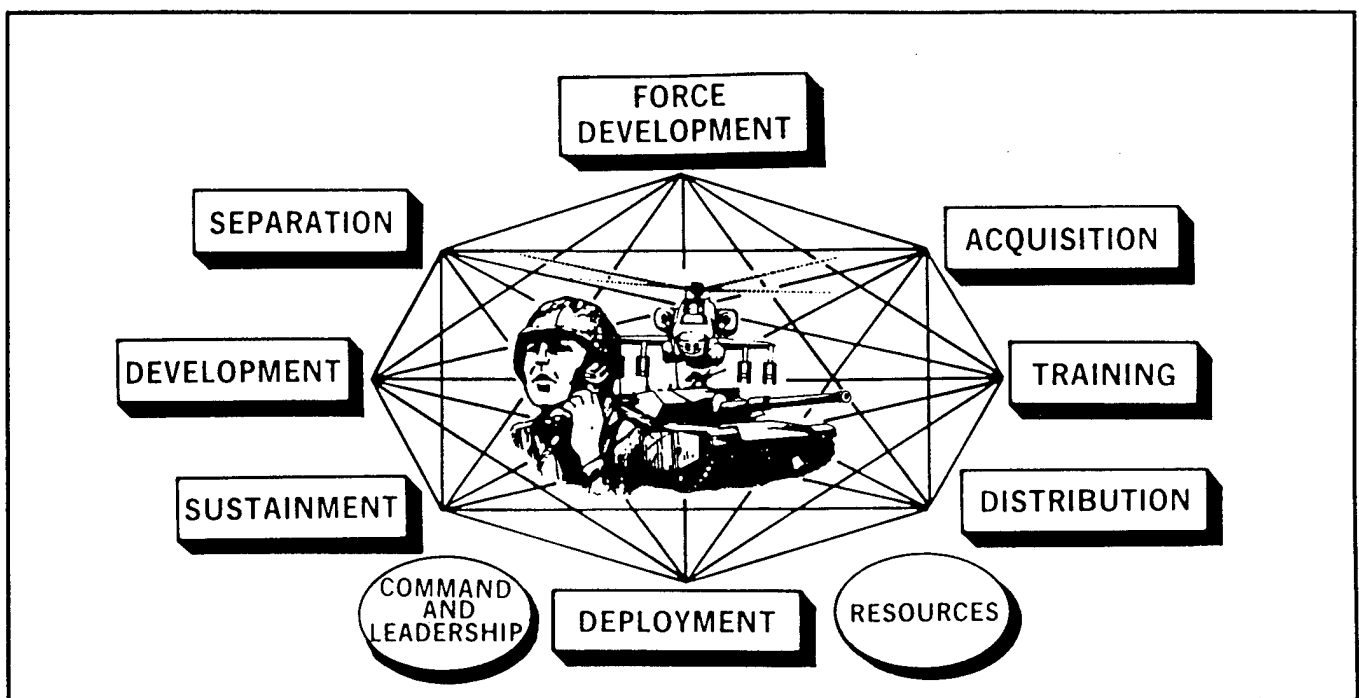 FORCE
DEVELOPMENT
SEPARATION
ACQUISITION
DEVELOPMENT
TRAINING
SUSTAINMENT
DISTRIBUTION
COMMAND
AND
LEADERSHIP
DEPLOYMENT
RESOURCES